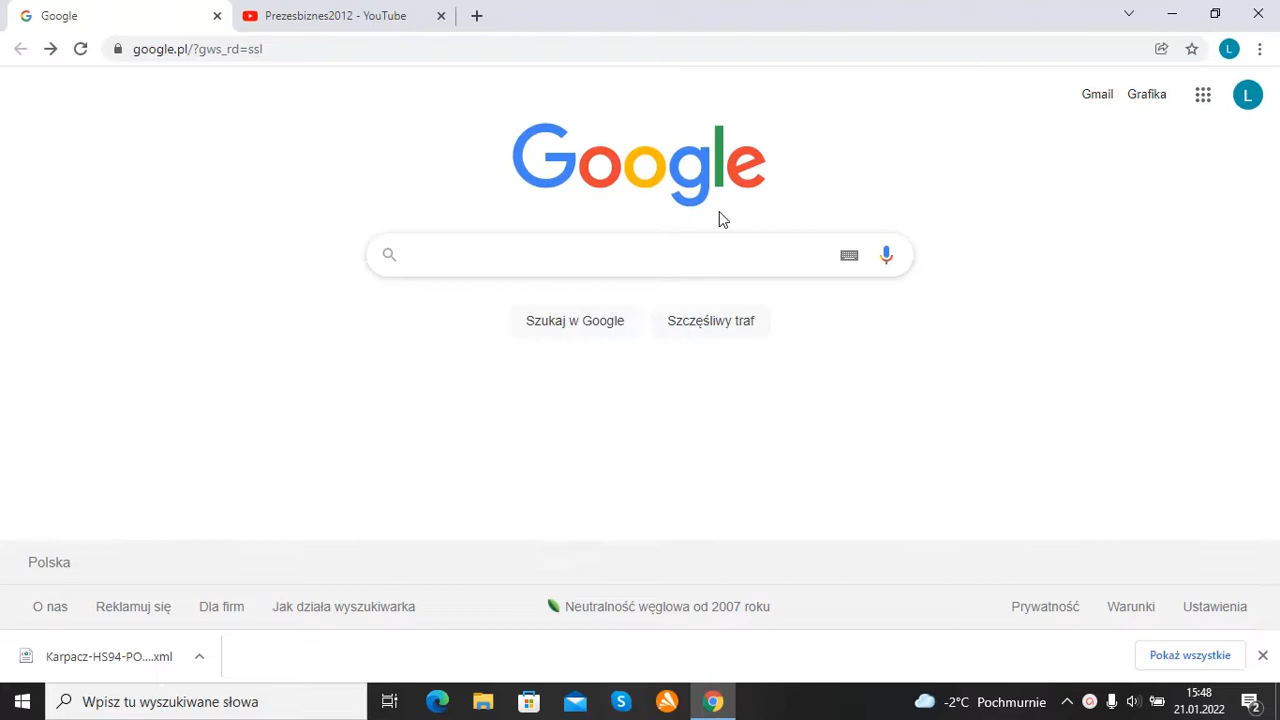 Google
Prezesbiznes2012 - YouTube
google.pl/?gws_rd=ssl
L
Gmail
Grafika
L
Google
Szukaj w Google
Szczęśliwy traf
Polska
O nas
Reklamuj się
Dla firm
Jak działa wyszukiwarka
Neutralność węglowa od 2007 roku
Prywatność
Warunki
Ustawienia
Karpacz-HS94-PO....xml
Pokaż wszystkie
Wpisz tu wyszukiwane słowa
-2°C Pochmurnie
15:48
21.01.2022
2